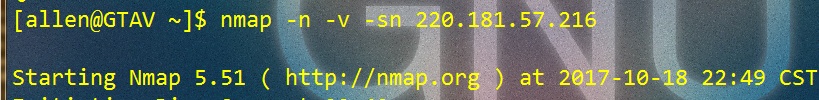 [allen@GTAV ~]$ nmap -n -v -sn 220.181.57.216
Starting Nmap 5.51 ( http://nmap.org ) at 2017-10-18 22:49 CST